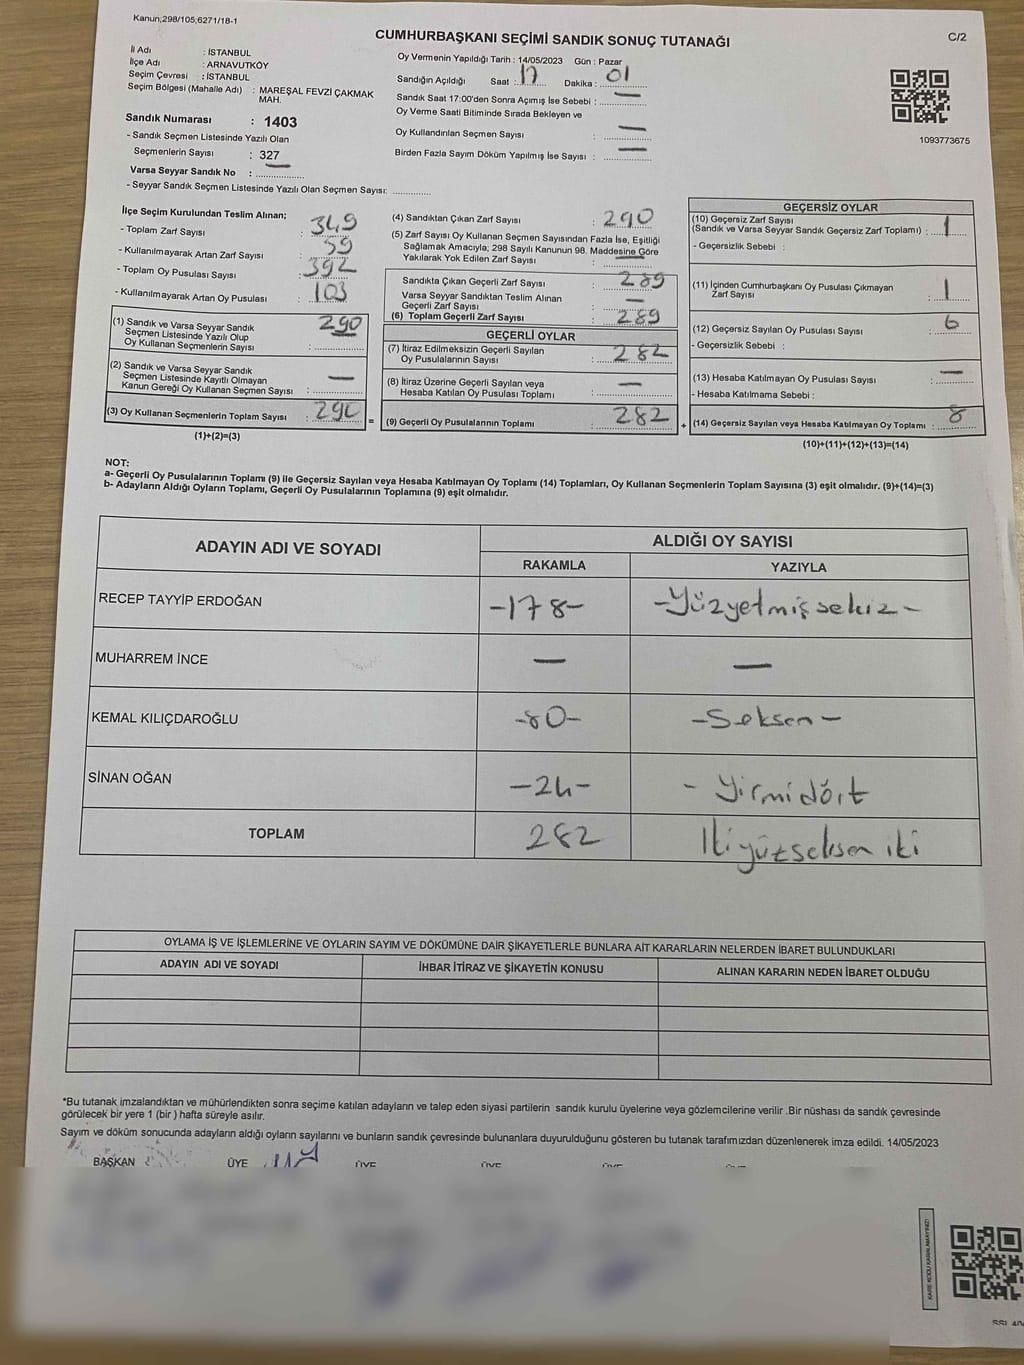 Kanun;298/105;6271/18-1
CUMHURBAŞKANI SEÇİMİ SANDIK SONUÇ TUTANAĞI
C/2
İl Adı : İSTANBUL
İlçe Adı : ARNAVUTKÖY
Seçim Çevresi : İSTANBUL
Seçim Bölgesi (Mahalle Adı) : MAREŞAL FEVZİ ÇAKMAK
MAH.
Sandık Numarası : 1403
- Sandık Seçmen Listesinde Yazılı Olan
Seçmenlerin Sayısı : 327
Varsa Seyyar Sandık No : —
- Seyyar Sandık Seçmen Listesinde Yazılı Olan Seçmen Sayısı: ............
Oy Vermenin Yapıldığı Tarih : 14/05/2023 Gün : Pazar
Sandığın Açıldığı Saat : 17 Dakika : 01
Sandık Saat 17:00'den Sonra Açımış İse Sebebi : —
Oy Verme Saati Bitiminde Sırada Bekleyen ve
Oy Kullandırılan Seçmen Sayısı : —
Birden Fazla Sayım Döküm Yapılmış İse Sayısı : —
1093773675
İlçe Seçim Kurulundan Teslim Alınan;
- Toplam Zarf Sayısı : 349
- Kullanılmayarak Artan Zarf Sayısı : 59
- Toplam Oy Pusulası Sayısı : 392
- Kullanılmayarak Artan Oy Pusulası : 103
(1) Sandık ve Varsa Seyyar Sandık
Seçmen Listesinde Yazılı Olup
Oy Kullanan Seçmenlerin Sayısı : 290
(2) Sandık ve Varsa Seyyar Sandık
Seçmen Listesinde Kayıtlı Olmayan
Kanun Gereği Oy Kullanan Seçmen Sayısı : —
(3) Oy Kullanan Seçmenlerin Toplam Sayısı : 290
(1)+(2)=(3)
(4) Sandıktan Çıkan Zarf Sayısı : 290
(5) Zarf Sayısı Oy Kullanan Seçmen Sayısından Fazla İse, Eşitliği
Sağlamak Amacıyla; 298 Sayılı Kanunun 98. Maddesine Göre
Yakılarak Yok Edilen Zarf Sayısı : —
Sandıkta Çıkan Geçerli Zarf Sayısı : 289
Varsa Seyyar Sandıktan Teslim Alınan
Geçerli Zarf Sayısı : —
(6) Toplam Geçerli Zarf Sayısı : 289
GEÇERLİ OYLAR
(7) İtiraz Edilmeksizin Geçerli Sayılan
Oy Pusulalarının Sayısı : 282
(8) İtiraz Üzerine Geçerli Sayılan veya
Hesaba Katılan Oy Pusulası Toplamı : —
= (9) Geçerli Oy Pusulalarının Toplamı : 282
GEÇERSİZ OYLAR
(10) Geçersiz Zarf Sayısı
(Sandık ve Varsa Seyyar Sandık Geçersiz Zarf Toplamı) : 1
- Geçersizlik Sebebi :
(11) İçinden Cumhurbaşkanı Oy Pusulası Çıkmayan
Zarf Sayısı : 1
(12) Geçersiz Sayılan Oy Pusulası Sayısı : 6
- Geçersizlik Sebebi :
(13) Hesaba Katılmayan Oy Pusulası Sayısı : —
- Hesaba Katılmama Sebebi :
+ (14) Geçersiz Sayılan veya Hesaba Katılmayan Oy Toplamı : 8
(10)+(11)+(12)+(13)=(14)
NOT:
a- Geçerli Oy Pusulalarının Toplamı (9) ile Geçersiz Sayılan veya Hesaba Katılmayan Oy Toplamı (14) Toplamları, Oy Kullanan Seçmenlerin Toplam Sayısına (3) eşit olmalıdır. (9)+(14)=(3)
b- Adayların Aldığı Oyların Toplamı, Geçerli Oy Pusulalarının Toplamına (9) eşit olmalıdır.
ADAYIN ADI VE SOYADI
ALDIĞI OY SAYISI
RAKAMLA YAZIYLA
RECEP TAYYİP ERDOĞAN -178- -Yüzyetmişsekiz-
MUHARREM İNCE — —
KEMAL KILIÇDAROĞLU -80- -Seksen-
SİNAN OĞAN -24- - Yirmidört
TOPLAM 282 İkiyüzseksen iki
OYLAMA İŞ VE İŞLEMLERİNE VE OYLARIN SAYIM VE DÖKÜMÜNE DAİR ŞİKAYETLERLE BUNLARA AİT KARARLARIN NELERDEN İBARET BULUNDUKLARI
ADAYIN ADI VE SOYADI İHBAR İTİRAZ VE ŞİKAYETİN KONUSU ALINAN KARARIN NEDEN İBARET OLDUĞU
*Bu tutanak imzalandıktan ve mühürlendikten sonra seçime katılan adayların ve talep eden siyasi partilerin sandık kurulu üyelerine veya gözlemcilerine verilir .Bir nüshası da sandık çevresinde
görülecek bir yere 1 (bir ) hafta süreyle asılır.
Sayım ve döküm sonucunda adayların aldığı oyların sayılarını ve bunların sandık çevresinde bulunanlara duyurulduğunu gösteren bu tutanak tarafımızdan düzenlenerek imza edildi. 14/05/2023
BAŞKAN ÜYE ÜYE ÜYE ÜYE
KARE KODU KARALAMAYINIZ!